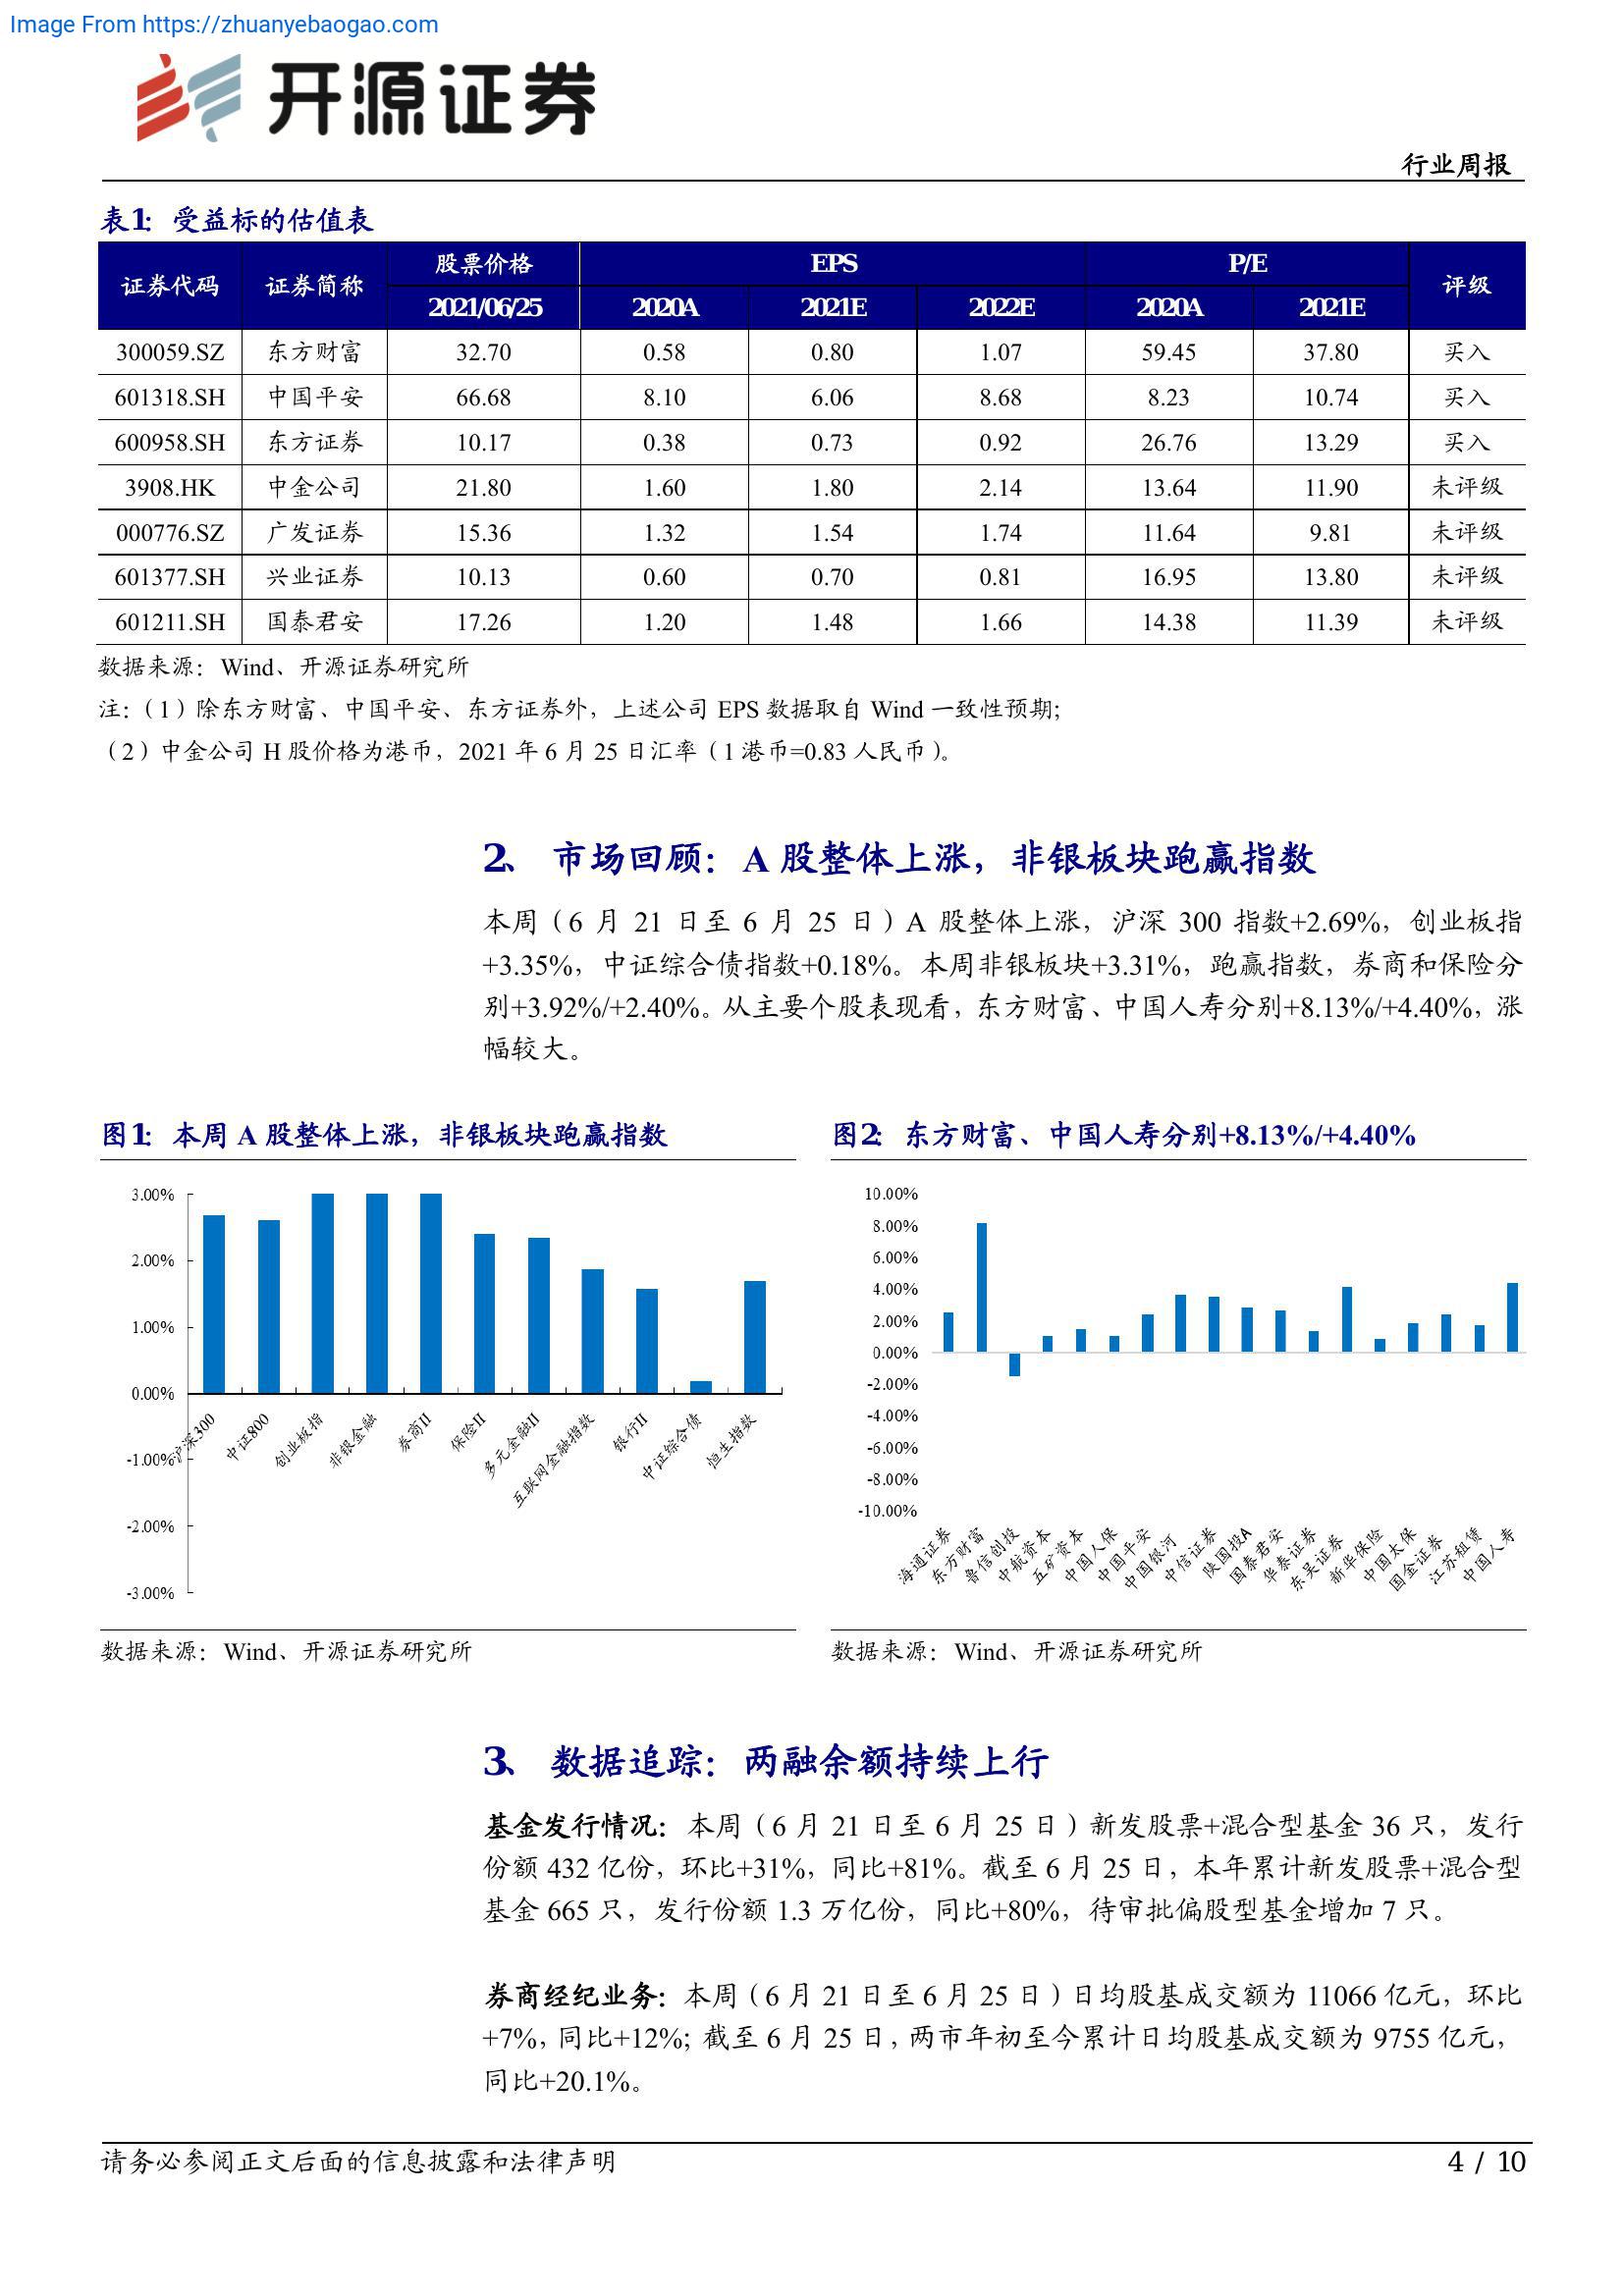 Image From https://zhuanyebaogao.com
开源证券
行业周报
表1： 受益标的估值表
证券代码 证券简称 股票价格 EPS P/E 评级
2021/06/25 2020A 2021E 2022E 2020A 2021E
300059.SZ 东方财富 32.70 0.58 0.80 1.07 59.45 37.80 买入
601318.SH 中国平安 66.68 8.10 6.06 8.68 8.23 10.74 买入
600958.SH 东方证券 10.17 0.38 0.73 0.92 26.76 13.29 买入
3908.HK 中金公司 21.80 1.60 1.80 2.14 13.64 11.90 未评级
000776.SZ 广发证券 15.36 1.32 1.54 1.74 11.64 9.81 未评级
601377.SH 兴业证券 10.13 0.60 0.70 0.81 16.95 13.80 未评级
601211.SH 国泰君安 17.26 1.20 1.48 1.66 14.38 11.39 未评级
数据来源：Wind、开源证券研究所
注：（1）除东方财富、中国平安、东方证券外，上述公司 EPS 数据取自 Wind 一致性预期;
（2）中金公司 H 股价格为港币，2021 年 6 月 25 日汇率（1 港币=0.83 人民币）。
2、 市场回顾：A 股整体上涨，非银板块跑赢指数
本周（6 月 21 日至 6 月 25 日）A 股整体上涨，沪深 300 指数+2.69%，创业板指
+3.35%，中证综合债指数+0.18%。本周非银板块+3.31%，跑赢指数，券商和保险分
别+3.92%/+2.40%。从主要个股表现看，东方财富、中国人寿分别+8.13%/+4.40%，涨
幅较大。
图1： 本周 A 股整体上涨，非银板块跑赢指数
3.00%
2.00%
1.00%
0.00%
-1.00%
-2.00%
-3.00%
沪深300 中证800 创业板指 非银金融 券商II 保险II 多元金融II 互联网金融指数 银行II 中证综合债 恒生指数
数据来源：Wind、开源证券研究所
图2： 东方财富、中国人寿分别+8.13%/+4.40%
10.00%
8.00%
6.00%
4.00%
2.00%
0.00%
-2.00%
-4.00%
-6.00%
-8.00%
-10.00%
海通证券 东方财富 鲁信创投 中航资本 五矿资本 中国人保 中国平安 中国银河 中信证券 陕国投A 国泰君安 华泰证券 东吴证券 新华保险 中国太保 国金证券 江苏租赁 中国人寿
数据来源：Wind、开源证券研究所
3、 数据追踪：两融余额持续上行
基金发行情况：本周（6 月 21 日至 6 月 25 日）新发股票+混合型基金 36 只，发行
份额 432 亿份，环比+31%，同比+81%。截至 6 月 25 日，本年累计新发股票+混合型
基金 665 只，发行份额 1.3 万亿份，同比+80%，待审批偏股型基金增加 7 只。
券商经纪业务：本周（6 月 21 日至 6 月 25 日）日均股基成交额为 11066 亿元，环比
+7%，同比+12%；截至 6 月 25 日，两市年初至今累计日均股基成交额为 9755 亿元，
同比+20.1%。
请务必参阅正文后面的信息披露和法律声明
4 / 10